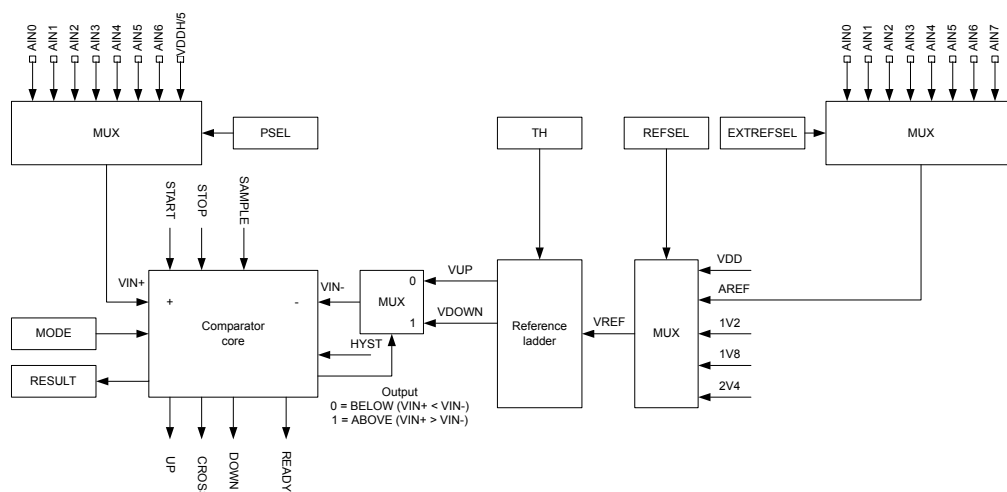 AIN0
AIN1
AIN2
AIN3
AIN4
AIN5
AIN6
VDDH/5
AIN0
AIN1
AIN2
AIN3
AIN4
AIN5
AIN6
AIN7
MUX
PSEL
TH
REFSEL
EXTREFSEL
MUX
START
STOP
SAMPLE
VIN+
+
-
VIN-
MUX
0
1
VUP
VDOWN
Reference
ladder
VREF
MUX
VDD
AREF
1V2
1V8
2V4
MODE
Comparator
core
HYST
RESULT
Output
0 = BELOW (VIN+ < VIN-)
1 = ABOVE (VIN+ > VIN-)
UP
CROS
DOWN
READY